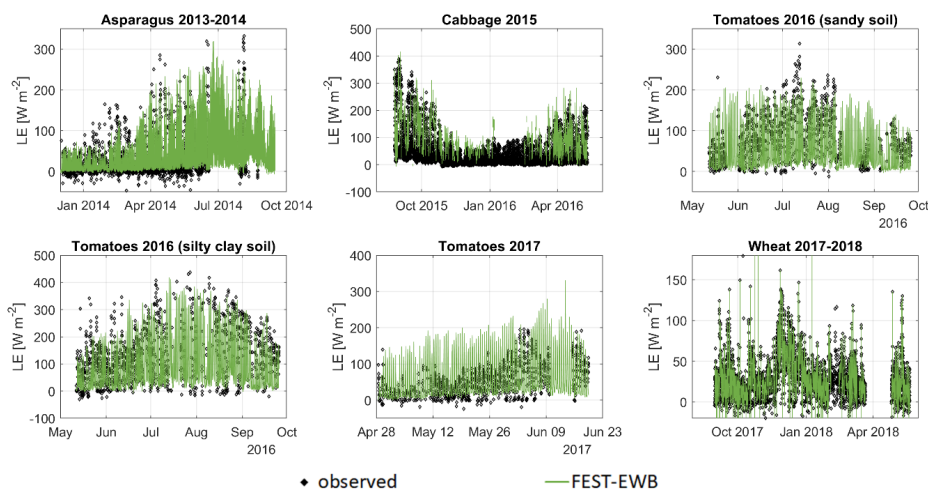 Asparagus 2013-2014
Cabbage 2015
Tomatoes 2016 (sandy soil)
LE [W m-2]
300
200
100
0
Jan 2014 Apr 2014 Jul 2014 Oct 2014
LE [W m-2]
500
400
300
200
100
0
-100
Oct 2015 Jan 2016 Apr 2016
LE [W m-2]
300
200
100
0
May Jun Jul Aug Sep Oct
2016
Tomatoes 2016 (silty clay soil)
Tomatoes 2017
Wheat 2017-2018
LE [W m-2]
500
400
300
200
100
0
-100
May Jun Jul Aug Sep Oct
2016
LE [W m-2]
400
300
200
100
0
Apr 28 May 12 May 26 Jun 09 Jun 23
2017
LE [W m-2]
150
100
50
0
Oct 2017 Jan 2018 Apr 2018
observed FEST-EWB